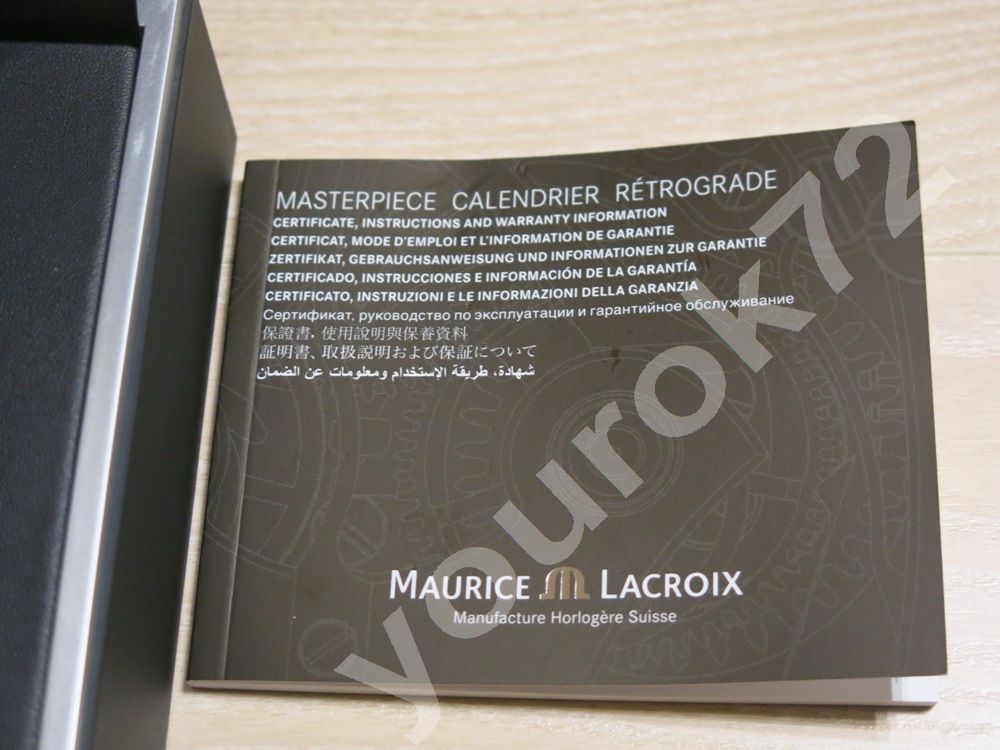 MASTERPIECE CALENDRIER RÉTROGRADE
CERTIFICATE, INSTRUCTIONS AND WARRANTY INFORMATION
CERTIFICAT, MODE D'EMPLOI ET L'INFORMATION DE GARANTIE
ZERTIFIKAT, GEBRAUCHSANWEISUNG UND INFORMATIONEN ZUR GARANTIE
CERTIFICADO, INSTRUCCIONES E INFORMACIÓN DE LA GARANTÍA
CERTIFICATO, INSTRUZIONI E LE INFORMAZIONI DELLA GARANZIA
Сертификат, руководство по эксплуатации и гарантийное обслуживание
保證書, 使用說明與保養資料
証明書、取扱説明および保証について
شهادة، طريقة الإستخدام ومعلومات عن الضمان
MAURICE LACROIX
Manufacture Horlogère Suisse
yourok72